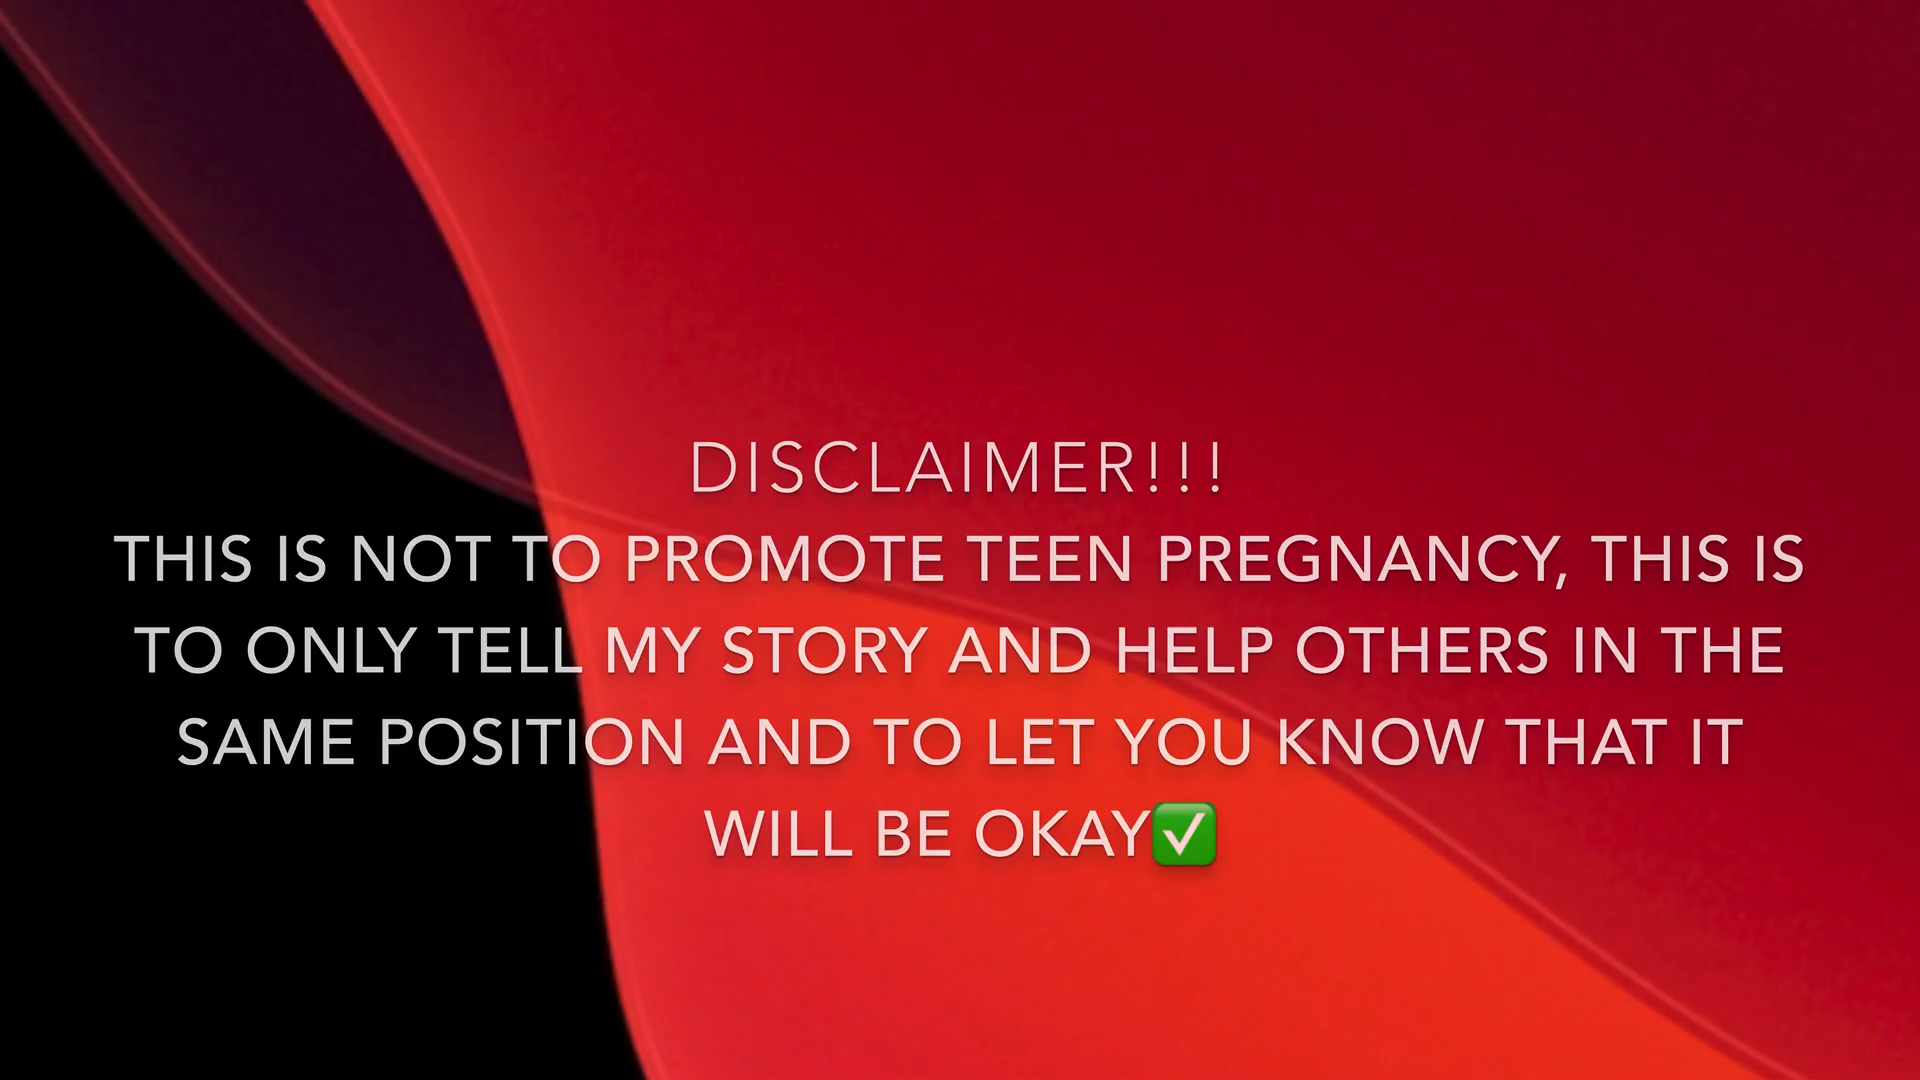 DISCLAIMER!!!
THIS IS NOT TO PROMOTE TEEN PREGNANCY, THIS IS
TO ONLY TELL MY STORY AND HELP OTHERS IN THE
SAME POSITION AND TO LET YOU KNOW THAT IT
WILL BE OKAY✅